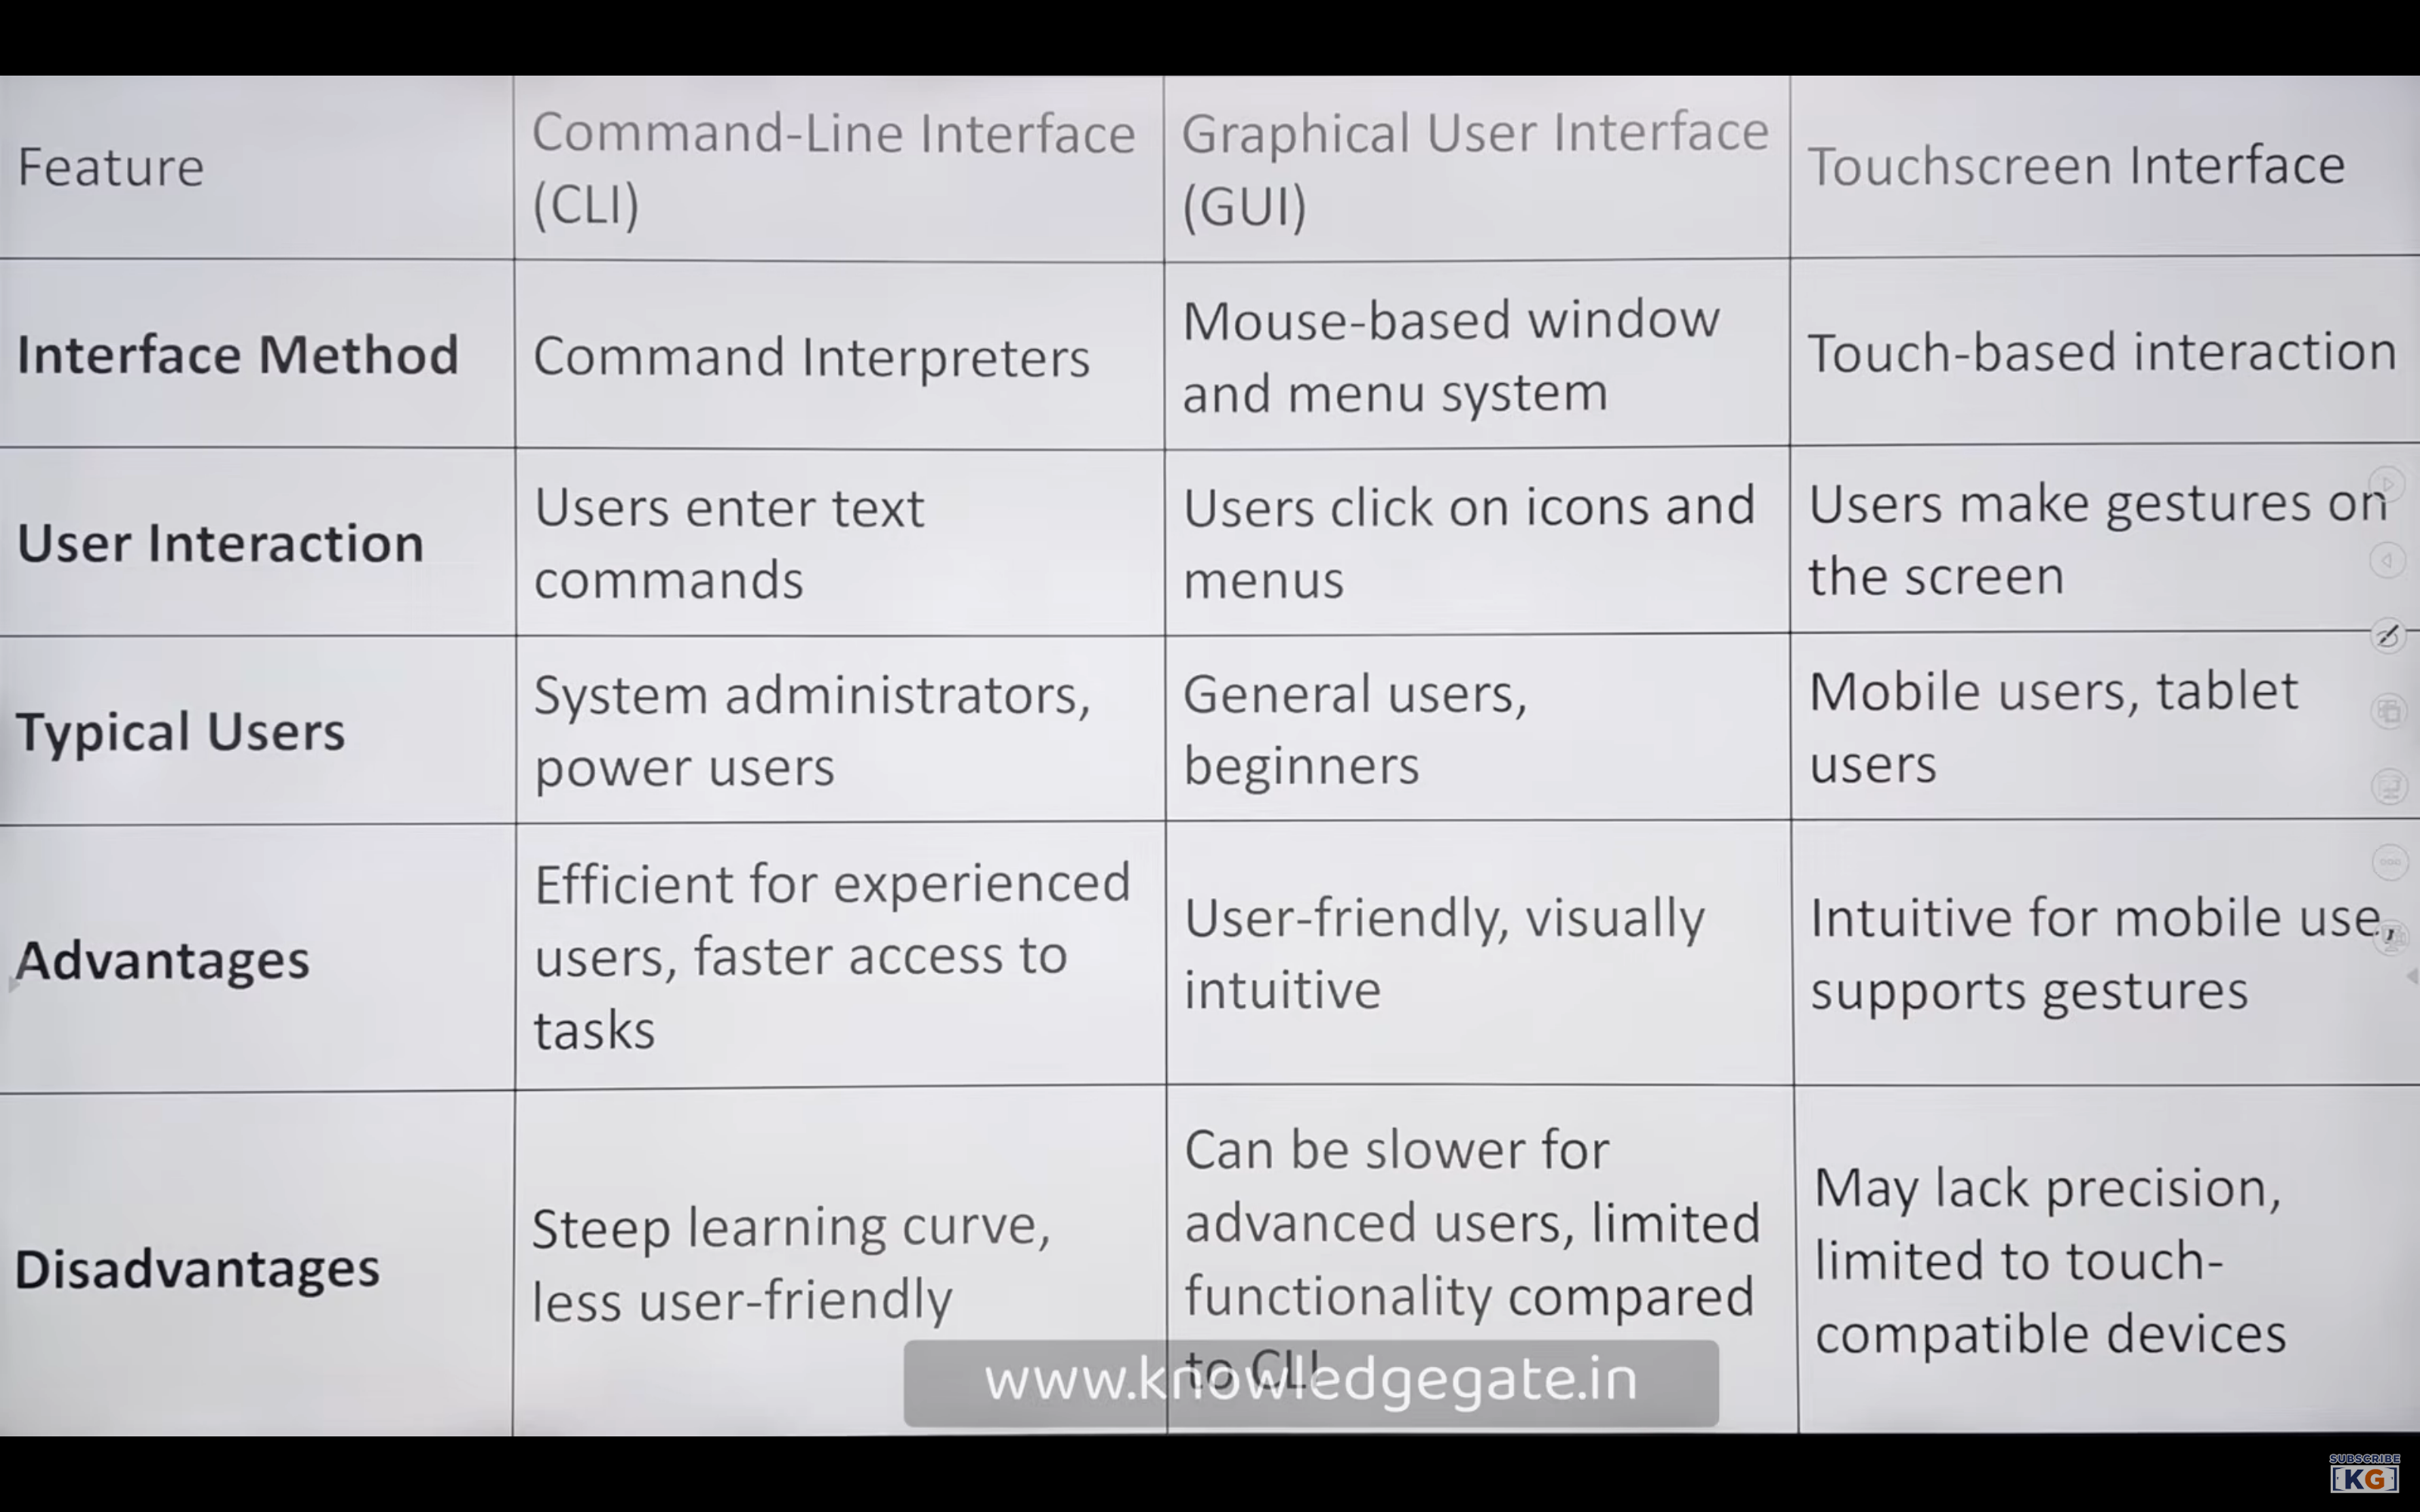 Feature
Command-Line Interface
(CLI)
Graphical User Interface
(GUI)
Touchscreen Interface
Interface Method
Command Interpreters
Mouse-based window
and menu system
Touch-based interaction
User Interaction
Users enter text
commands
Users click on icons and
menus
Users make gestures on
the screen
Typical Users
System administrators,
power users
General users,
beginners
Mobile users, tablet
users
Advantages
Efficient for experienced
users, faster access to
tasks
User-friendly, visually
intuitive
Intuitive for mobile use,
supports gestures
Disadvantages
Steep learning curve,
less user-friendly
Can be slower for
advanced users, limited
functionality compared
to CLI
May lack precision,
limited to touch-
compatible devices
www.knowledgegate.in
SUBSCRIBE
KG